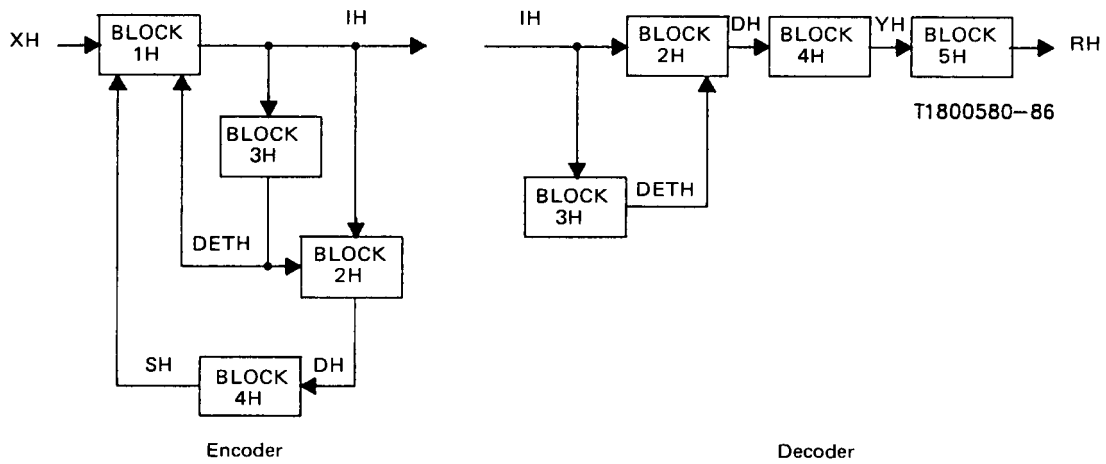 XH
BLOCK
1H
IH
BLOCK
3H
DETH
BLOCK
2H
SH
BLOCK
4H
DH
Encoder
IH
BLOCK
2H
DH
BLOCK
4H
YH
BLOCK
5H
RH
T1800580-86
BLOCK
3H
DETH
Decoder